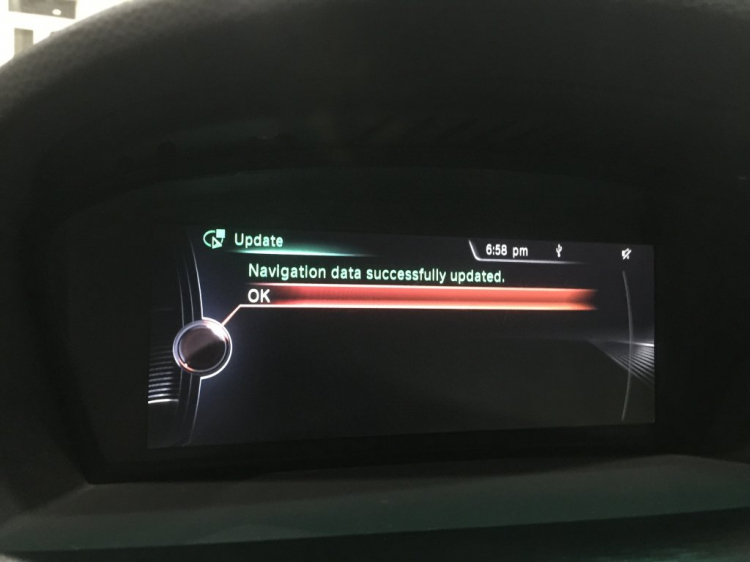 Update
6:58 pm
Navigation data successfully updated.
OK